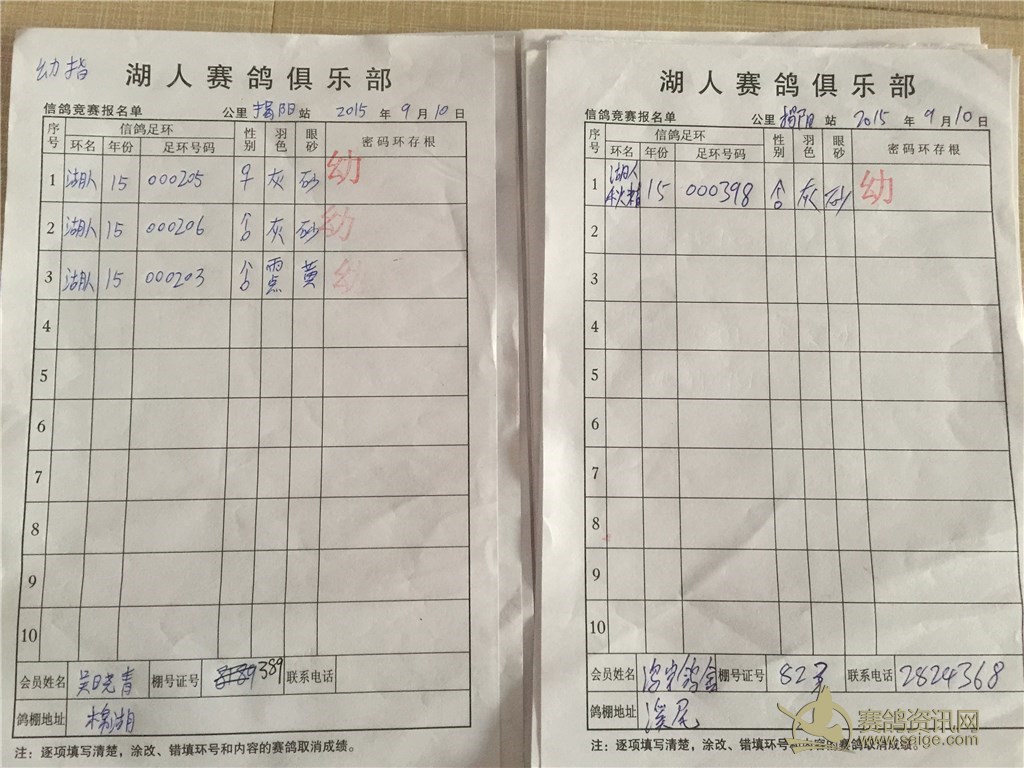 幼指
湖人赛鸽俱乐部
信鸽竞赛报名单 公里 揭阳 站 2015 年 9 月 10 日
序号 信鸽足环 性别 羽色 眼砂 密码环存根
环名 年份 足环号码
1 湖人 15 000205 ♀ 灰 砂 幼
2 湖人 15 000206 合 灰 砂 幼
3 湖人 15 000203 合 雨点 黄 幼
4
5
6
7
8
9
10
会员姓名 吴晓青 棚号证号 389 联系电话
鸽棚地址 棉湖
注：逐项填写清楚，涂改、错填环号和内容的赛鸽取消成绩。
湖人赛鸽俱乐部
信鸽竞赛报名单 公里 揭阳 站 2015 年 9 月 10 日
序号 信鸽足环 性别 羽色 眼砂 密码环存根
环名 年份 足环号码
1 湖人 15 000398 合 灰 砂 幼
2
3
4
5
6
7
8
9
10
会员姓名 棚号证号 82 联系电话 2824368
鸽棚地址 溪尾
注：逐项填写清楚，涂改、错填环号和内容的赛鸽取消成绩。
赛鸽资讯网
www.saige.com